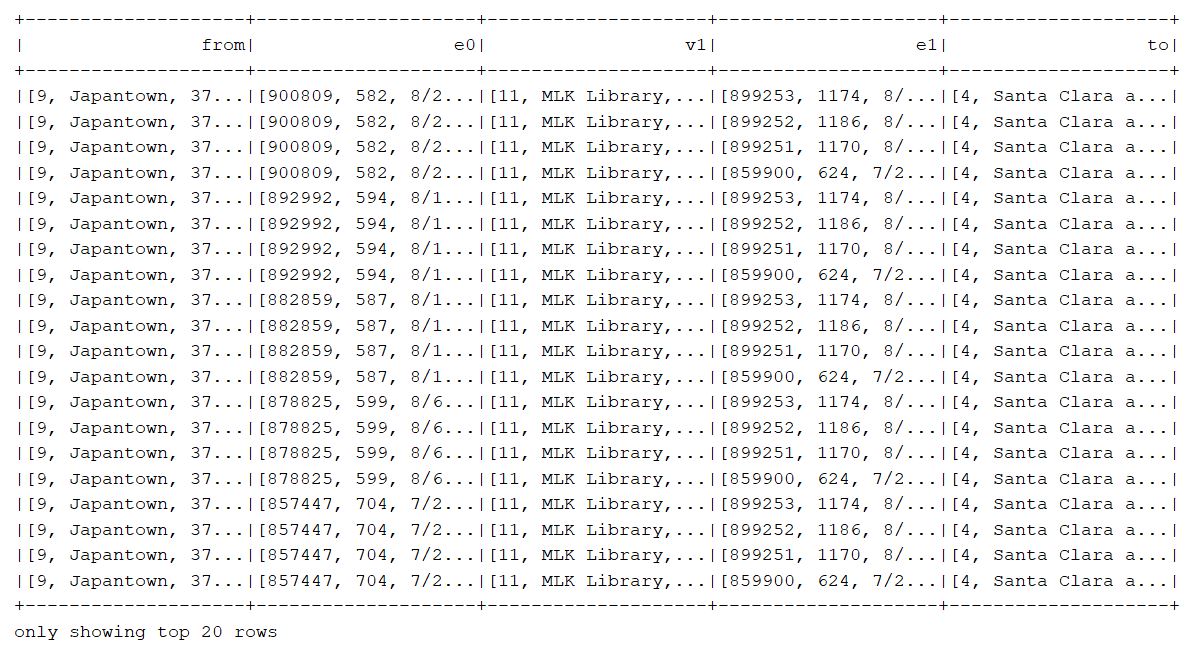 +--------------------+--------------------+--------------------+--------------------+--------------------+
|                from|                  e0|                  v1|                  e1|                  to|
+--------------------+--------------------+--------------------+--------------------+--------------------+
|[9, Japantown, 37...|[900809, 582, 8/2...|[11, MLK Library,...|[899253, 1174, 8/...|[4, Santa Clara a...|
|[9, Japantown, 37...|[900809, 582, 8/2...|[11, MLK Library,...|[899252, 1186, 8/...|[4, Santa Clara a...|
|[9, Japantown, 37...|[900809, 582, 8/2...|[11, MLK Library,...|[899251, 1170, 8/...|[4, Santa Clara a...|
|[9, Japantown, 37...|[900809, 582, 8/2...|[11, MLK Library,...|[859900, 624, 7/2...|[4, Santa Clara a...|
|[9, Japantown, 37...|[892992, 594, 8/1...|[11, MLK Library,...|[899253, 1174, 8/...|[4, Santa Clara a...|
|[9, Japantown, 37...|[892992, 594, 8/1...|[11, MLK Library,...|[899252, 1186, 8/...|[4, Santa Clara a...|
|[9, Japantown, 37...|[892992, 594, 8/1...|[11, MLK Library,...|[899251, 1170, 8/...|[4, Santa Clara a...|
|[9, Japantown, 37...|[892992, 594, 8/1...|[11, MLK Library,...|[859900, 624, 7/2...|[4, Santa Clara a...|
|[9, Japantown, 37...|[882859, 587, 8/1...|[11, MLK Library,...|[899253, 1174, 8/...|[4, Santa Clara a...|
|[9, Japantown, 37...|[882859, 587, 8/1...|[11, MLK Library,...|[899252, 1186, 8/...|[4, Santa Clara a...|
|[9, Japantown, 37...|[882859, 587, 8/1...|[11, MLK Library,...|[899251, 1170, 8/...|[4, Santa Clara a...|
|[9, Japantown, 37...|[882859, 587, 8/1...|[11, MLK Library,...|[859900, 624, 7/2...|[4, Santa Clara a...|
|[9, Japantown, 37...|[878825, 599, 8/6...|[11, MLK Library,...|[899253, 1174, 8/...|[4, Santa Clara a...|
|[9, Japantown, 37...|[878825, 599, 8/6...|[11, MLK Library,...|[899252, 1186, 8/...|[4, Santa Clara a...|
|[9, Japantown, 37...|[878825, 599, 8/6...|[11, MLK Library,...|[899251, 1170, 8/...|[4, Santa Clara a...|
|[9, Japantown, 37...|[878825, 599, 8/6...|[11, MLK Library,...|[859900, 624, 7/2...|[4, Santa Clara a...|
|[9, Japantown, 37...|[857447, 704, 7/2...|[11, MLK Library,...|[899253, 1174, 8/...|[4, Santa Clara a...|
|[9, Japantown, 37...|[857447, 704, 7/2...|[11, MLK Library,...|[899252, 1186, 8/...|[4, Santa Clara a...|
|[9, Japantown, 37...|[857447, 704, 7/2...|[11, MLK Library,...|[899251, 1170, 8/...|[4, Santa Clara a...|
|[9, Japantown, 37...|[857447, 704, 7/2...|[11, MLK Library,...|[859900, 624, 7/2...|[4, Santa Clara a...|
+--------------------+--------------------+--------------------+--------------------+--------------------+
only showing top 20 rows